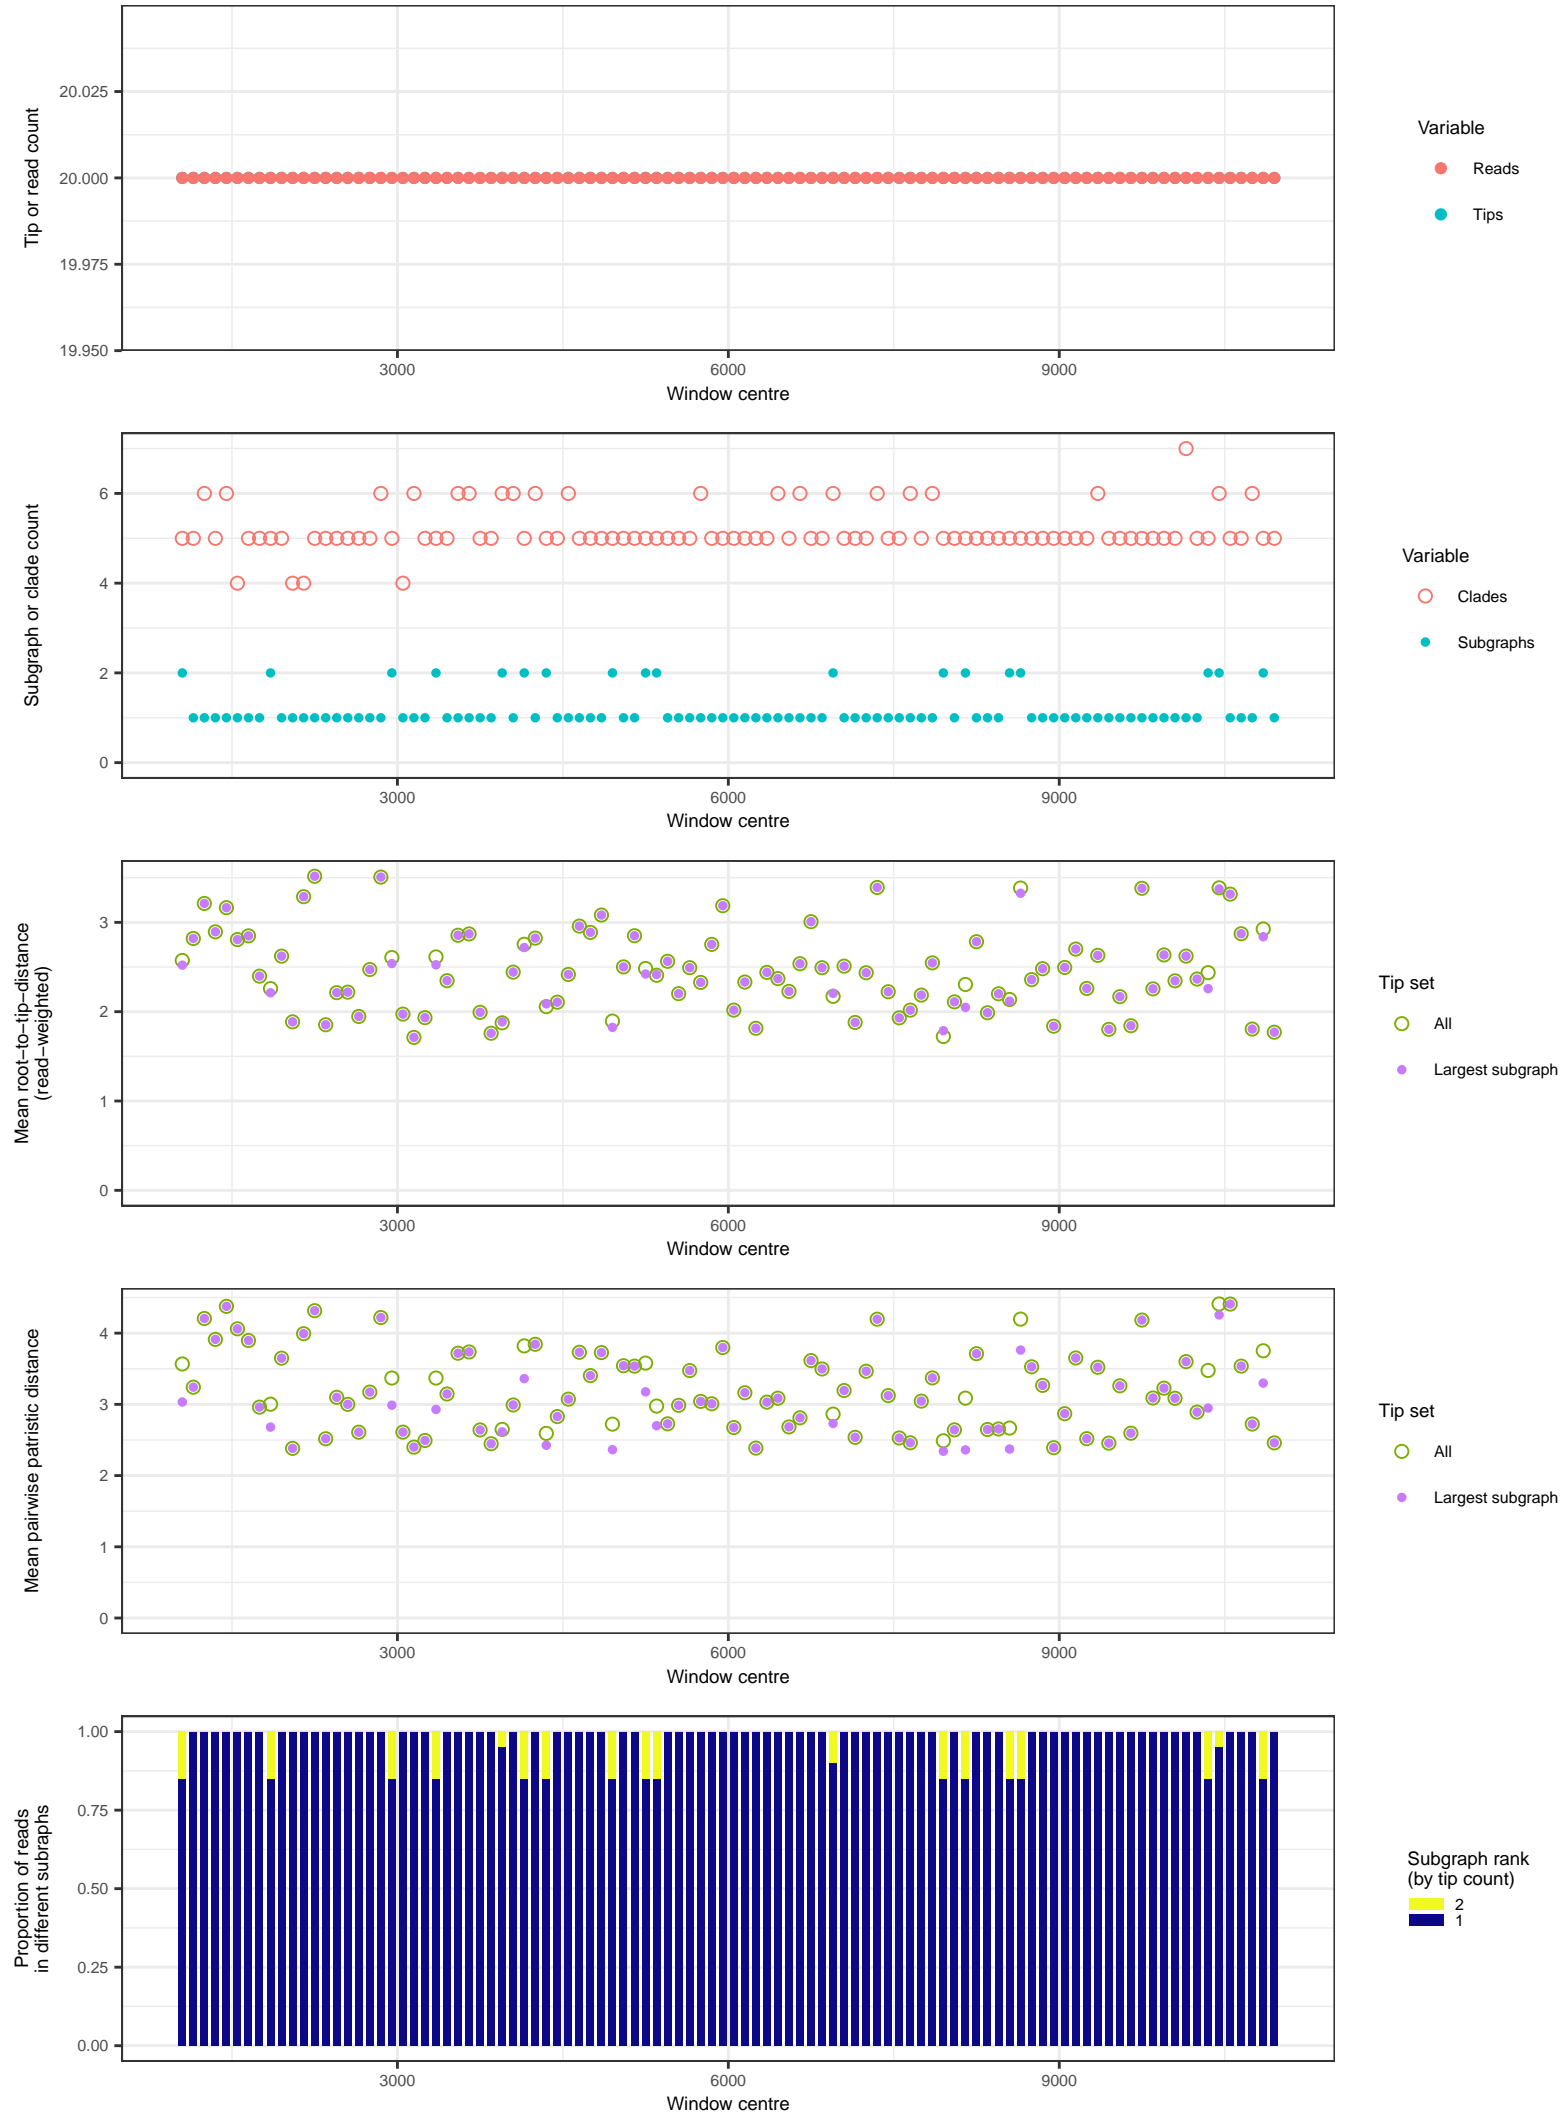 20.025
20.000
19.975
19.950
Tip or read count
3000 6000 9000
Window centre
Variable
Reads
Tips
6
4
2
0
Subgraph or clade count
3000 6000 9000
Window centre
Variable
Clades
Subgraphs
3
2
1
0
Mean root−to−tip−distance
(read−weighted)
3000 6000 9000
Window centre
Tip set
All
Largest subgraph
4
3
2
1
0
Mean pairwise patristic distance
3000 6000 9000
Window centre
Tip set
All
Largest subgraph
1.00
0.75
0.50
0.25
0.00
Proportion of reads
in different subraphs
3000 6000 9000
Window centre
Subgraph rank
(by tip count)
2
1